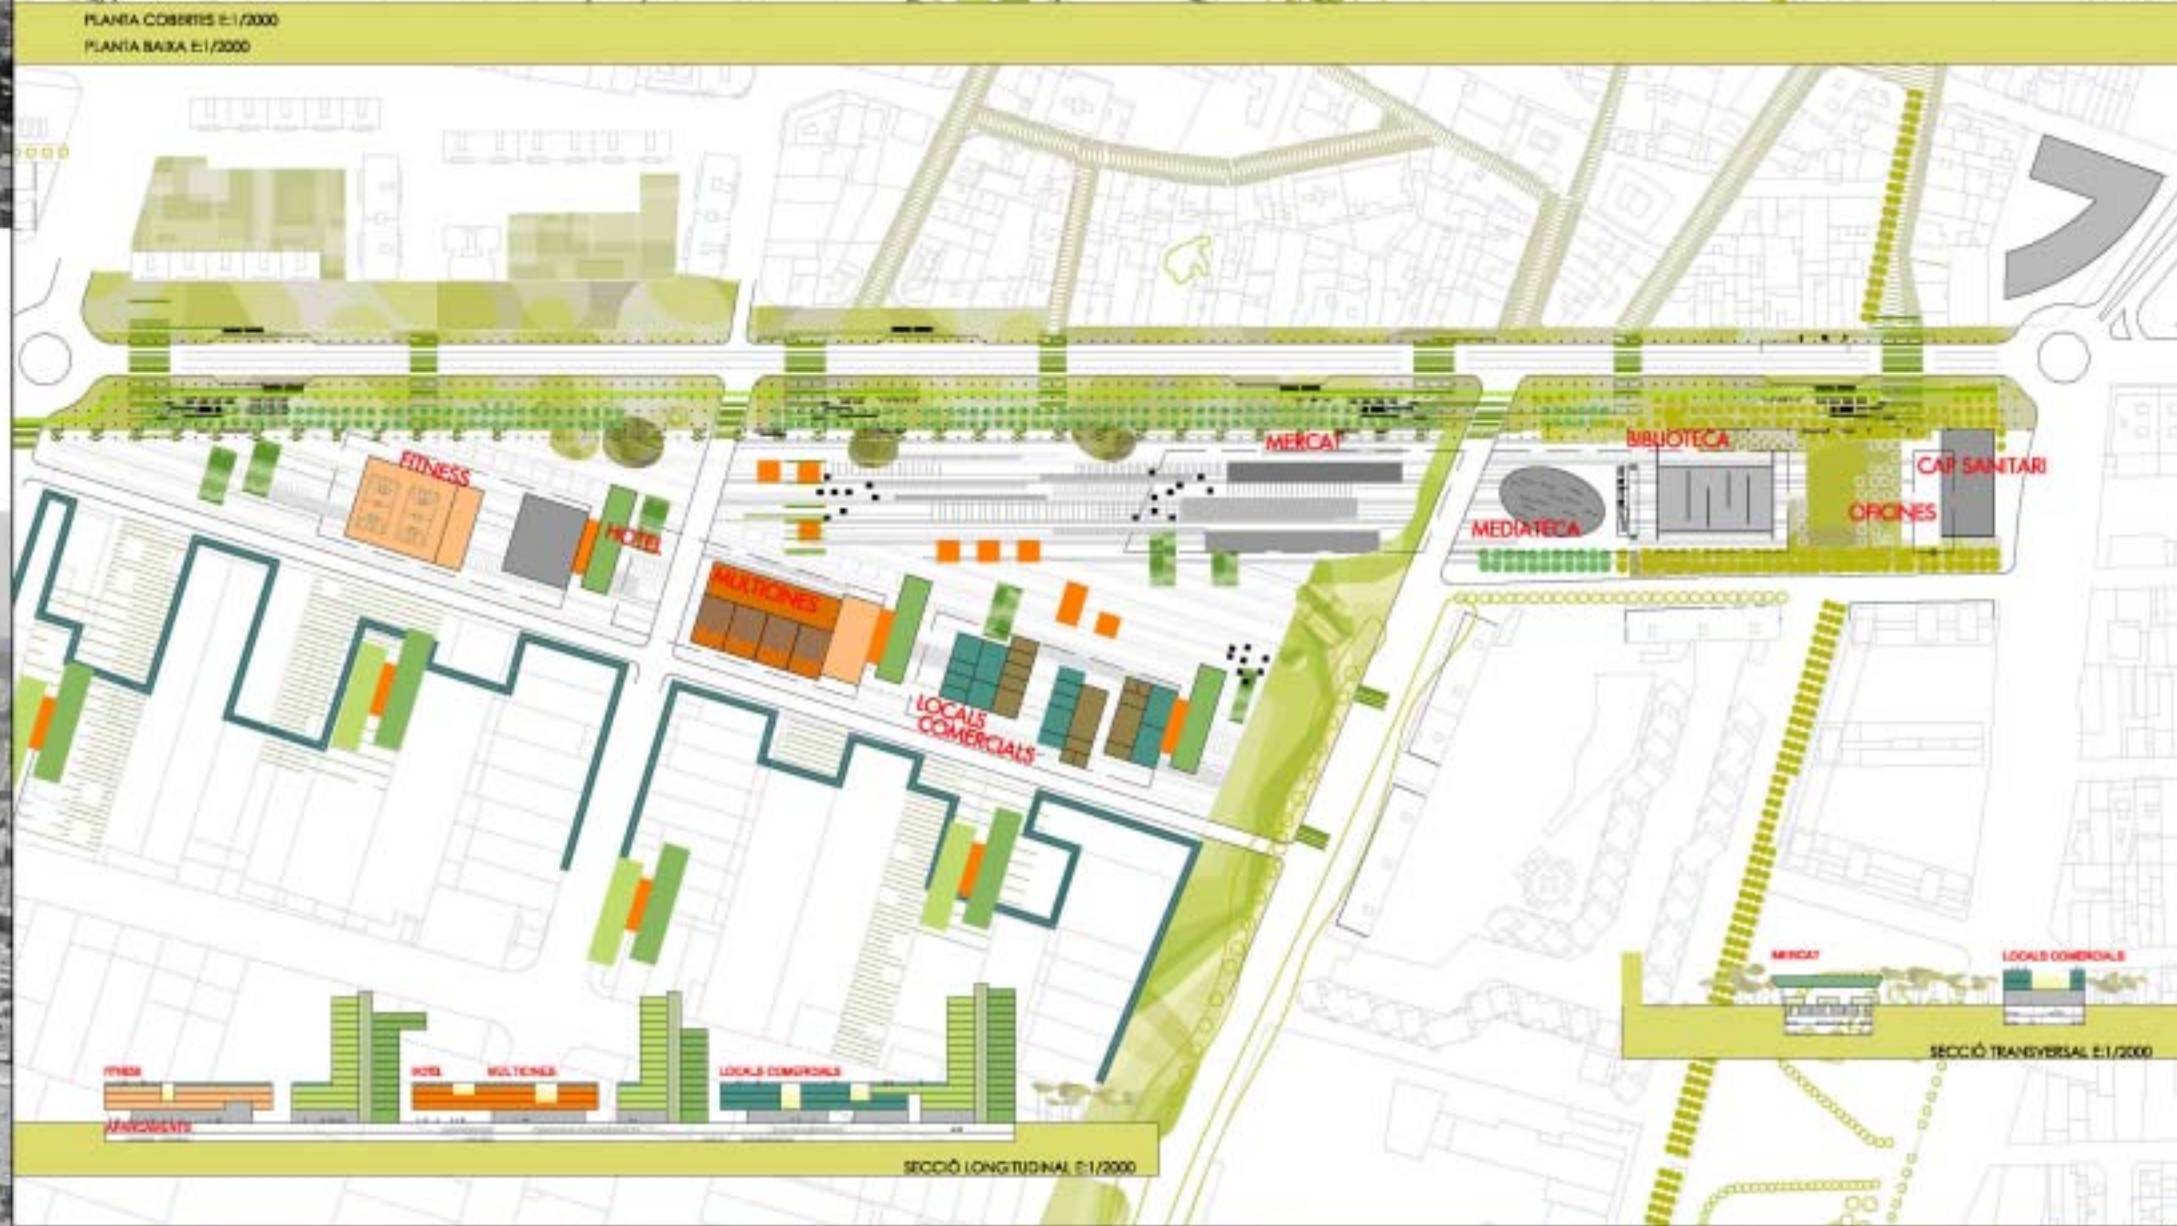 PLANTA COBERTES E:1/2000
PLANTA BAIXA E:1/2000
MERCAT
BIBLIOTECA
FITNESS
CAP SANITARI
HOTEL
MEDIATECA
OFICINES
MULTICINES
LOCALS
COMERCIALS
MERCAT
LOCALS COMERCIALS
SECCIÓ TRANSVERSAL E:1/2000
FITNESS
HOTEL
MULTICINES
LOCALS COMERCIALS
APARCAMENTS
SECCIÓ LONGITUDINAL E:1/2000